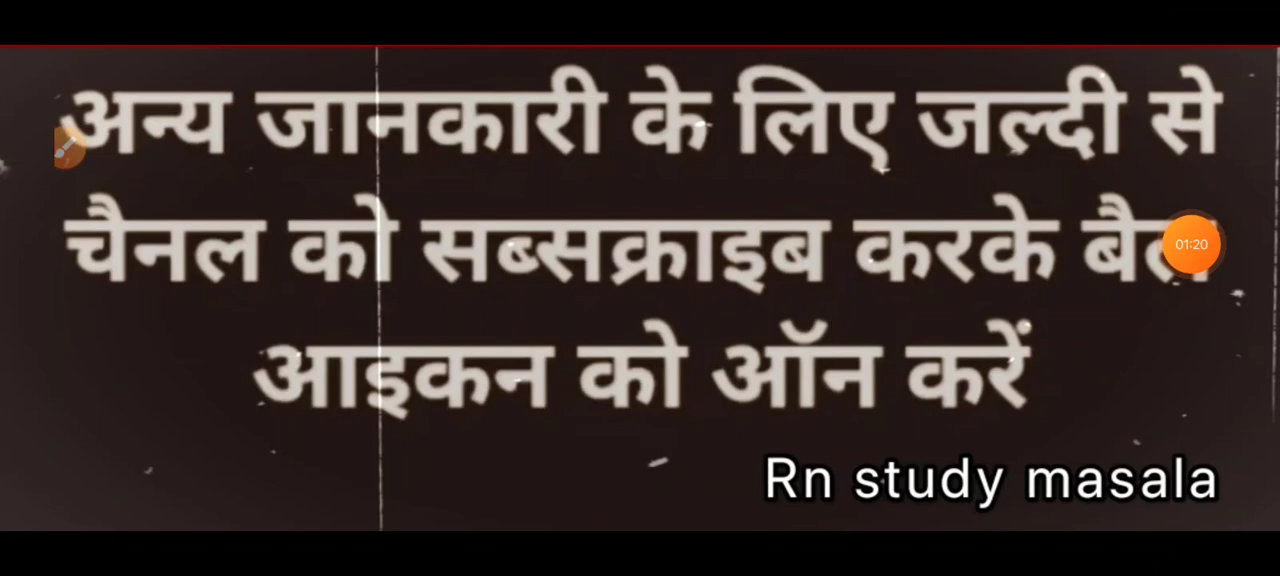 अन्य जानकारी के लिए जल्दी से
चैनल को सब्सक्राइब करके बैल
01:20
आइकन को ऑन करें
Rn study masala